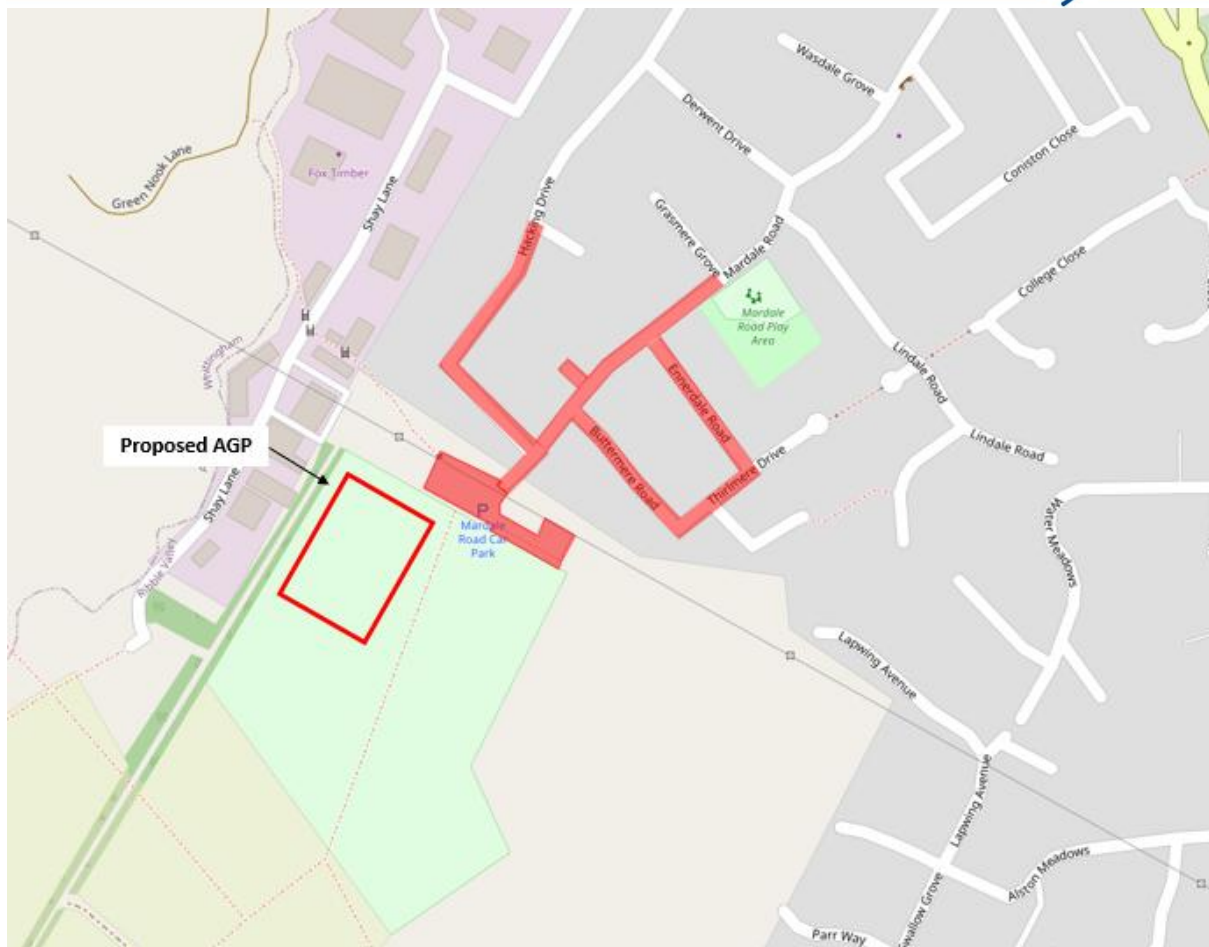 Wasdale Grove
Derwent Drive
Coniston Close
Green Nook Lane
Fox Timber
Shay Lane
Hacking Drive
Grasmere Grove
Mardale Road
College Close
Mardale
Road Play
Area
Whittingham
Lindale Road
Ennerdale Road
Lindale Road
Proposed AGP
Buttermere Road
Thirlmere Drive
Shay Lane
P
Mardale
Road Car
Park
Water Meadows
Ribble Valley
Lapwing Avenue
Lapwing Avenue
Alston Meadows
Swallow Grove
Parr Way